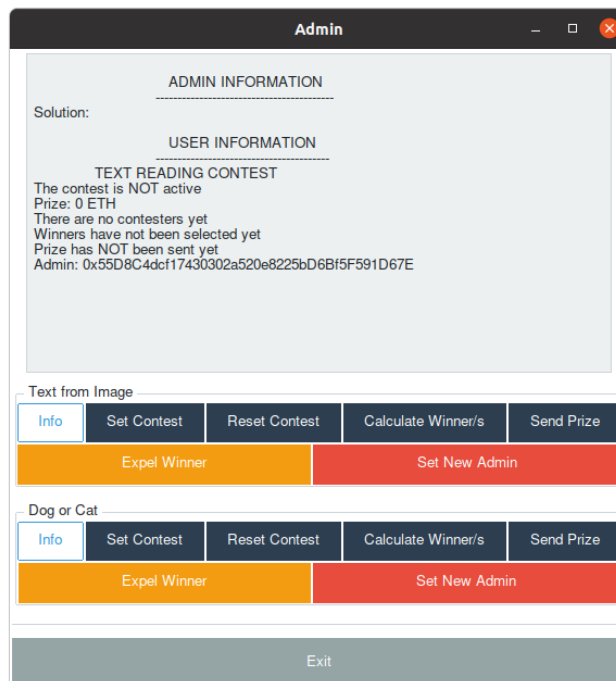 Admin
ADMIN INFORMATION
-----------------------------------------
Solution:
USER INFORMATION
----------------------------------------
TEXT READING CONTEST
The contest is NOT active
Prize: 0 ETH
There are no contesters yet
Winners have not been selected yet
Prize has NOT been sent yet
Admin: 0x55D8C4dcf17430302a520e8225bD6Bf5F591D67E
Text from Image
Info Set Contest Reset Contest Calculate Winner/s Send Prize
Expel Winner Set New Admin
Dog or Cat
Info Set Contest Reset Contest Calculate Winner/s Send Prize
Expel Winner Set New Admin
Exit